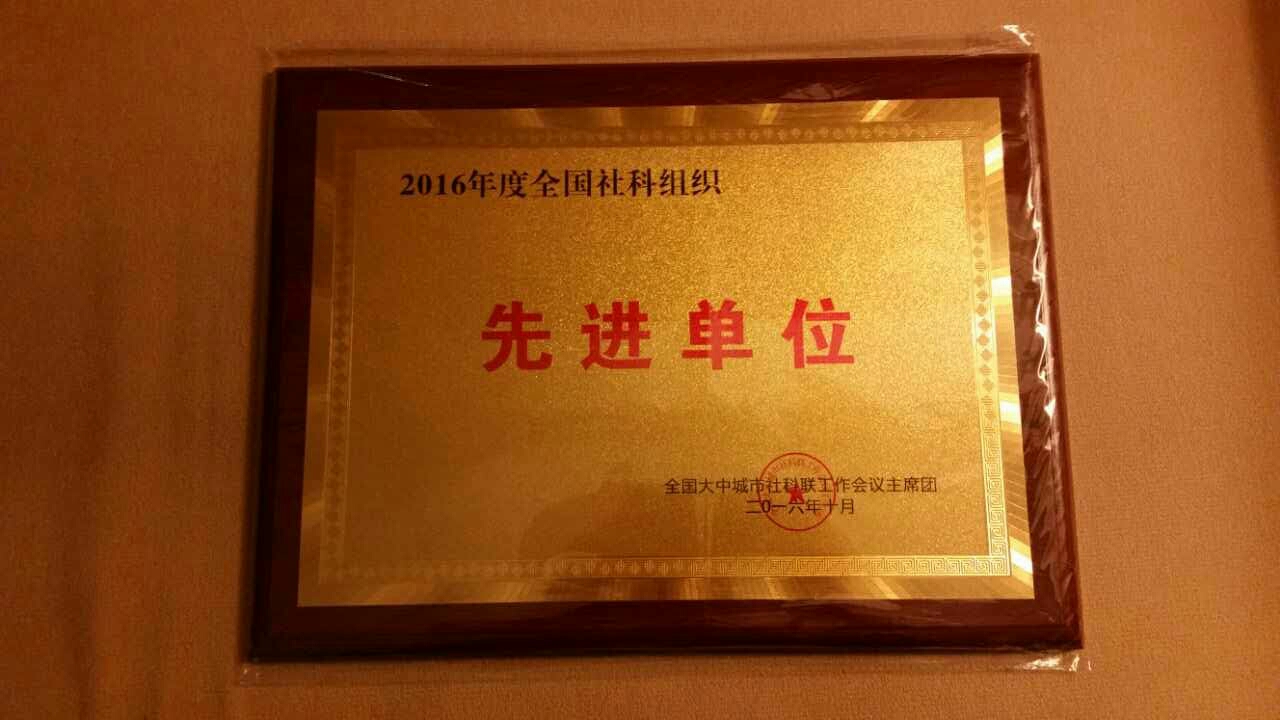 2016年度全国社科组织
先进单位
全国大中城市社科联工作会议主席团
二0一六年十月